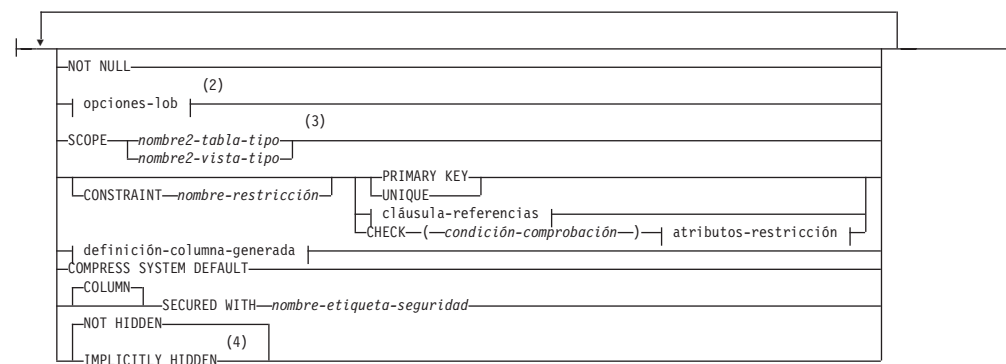 NOT NULL
(2)
opciones-lob
(3)
SCOPE nombre2-tabla-tipo
nombre2-vista-tipo
PRIMARY KEY
CONSTRAINT nombre-restricción UNIQUE
cláusula-referencias
CHECK ( condición-comprobación ) atributos-restricción
definición-columna-generada
COMPRESS SYSTEM DEFAULT
COLUMN
SECURED WITH nombre-etiqueta-seguridad
NOT HIDDEN
(4)
IMPLICITLY HIDDEN